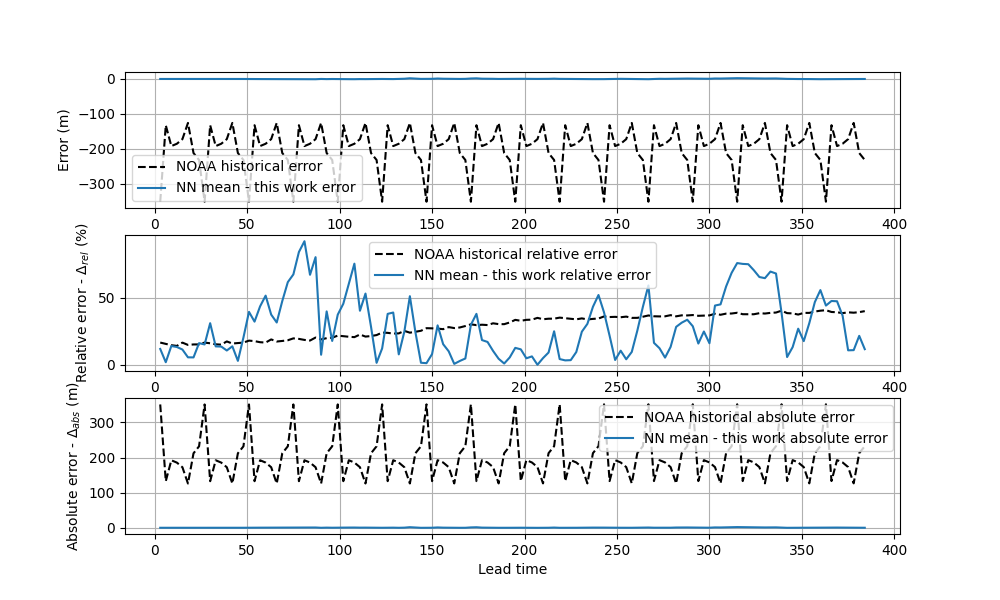 Error (m)
0
−100
−200
−300
NOAA historical error
NN mean - this work error
0 50 100 150 200 250 300 350 400
Relative error - Δrel (%)
50
0
NOAA historical relative error
NN mean - this work relative error
0 50 100 150 200 250 300 350 400
Absolute error - Δabs (m)
300
200
100
0
NOAA historical absolute error
NN mean - this work absolute error
0 50 100 150 200 250 300 350 400
Lead time